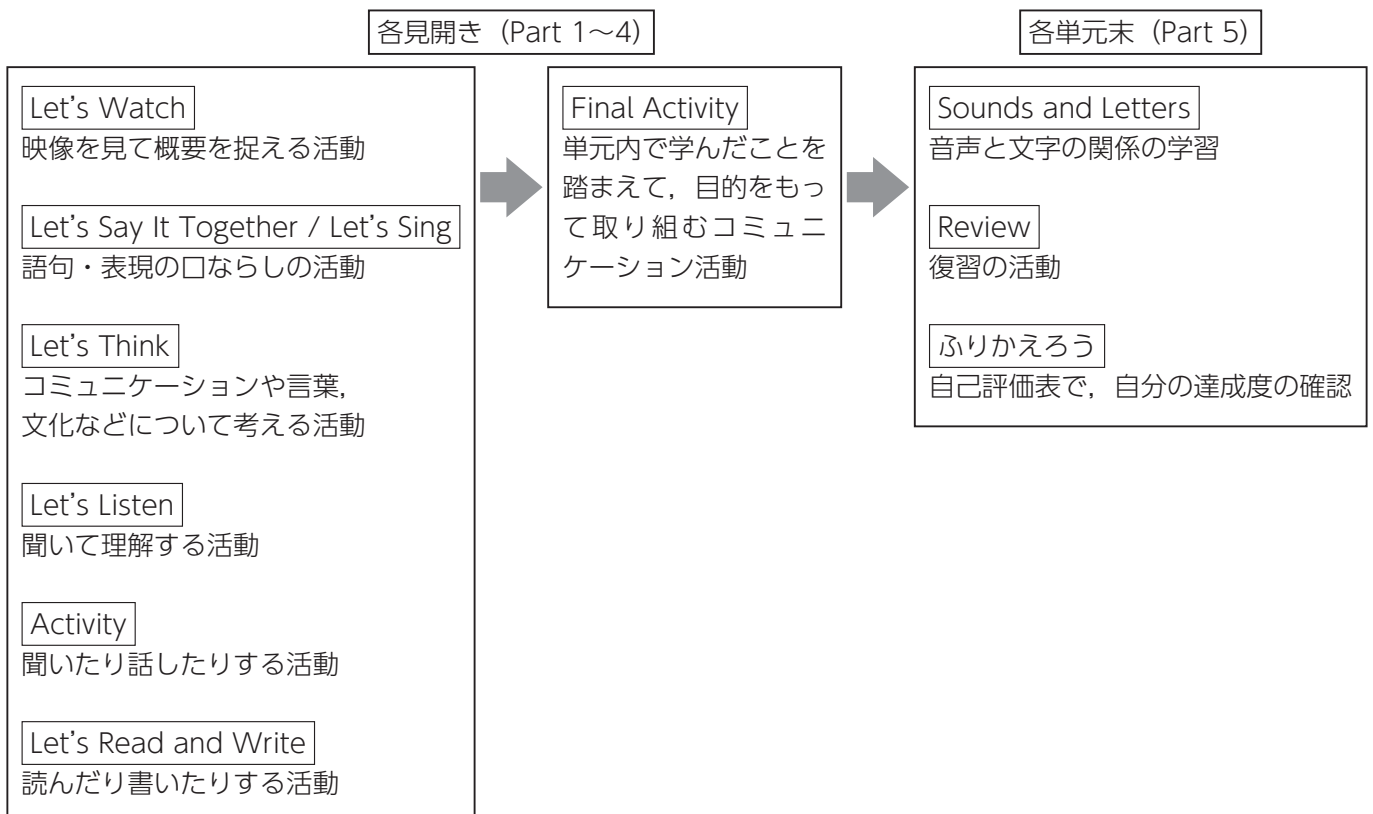 各見開き（Part 1～4）
Let's Watch
映像を見て概要を捉える活動
Let's Say It Together / Let's Sing
語句・表現の口ならしの活動
Let's Think
コミュニケーションや言葉，
文化などについて考える活動
Let's Listen
聞いて理解する活動
Activity
聞いたり話したりする活動
Let's Read and Write
読んだり書いたりする活動
Final Activity
単元内で学んだことを
踏まえて，目的をもっ
て取り組むコミュニ
ケーション活動
各単元末（Part 5）
Sounds and Letters
音声と文字の関係の学習
Review
復習の活動
ふりかえろう
自己評価表で，自分の達成度の確認